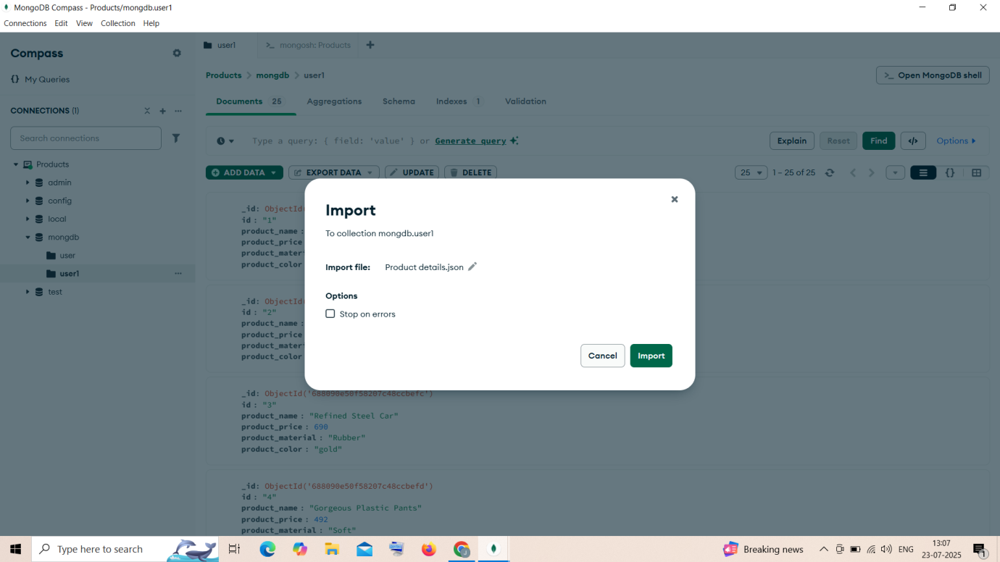 MongoDB Compass - Products/mongdb.user1
Connections Edit View Collection Help
Compass
My Queries
CONNECTIONS (1)
Search connections
Products
admin
config
local
mongdb
user
user1
test
user1
mongosh: Products
Products > mongdb > user1
Open MongoDB shell
Documents 25 Aggregations Schema Indexes 1 Validation
Type a query: { field: 'value' } or Generate query
Explain Reset Find </> Options
ADD DATA EXPORT DATA UPDATE DELETE
25 1 – 25 of 25 {}
_id: ObjectId(
id : "1"
product_name :
product_price
product_mater
product_color
_id: ObjectId(
id : "2"
product_name :
product_price
product_mater
product_color
Import
To collection mongdb.user1
Import file: Product details.json
Options
Stop on errors
Cancel Import
_id: ObjectId('688090e50f58207c48ccbefc')
id : "3"
product_name : "Refined Steel Car"
product_price : 690
product_material : "Rubber"
product_color : "gold"
_id: ObjectId('688090e50f58207c48ccbefd')
id : "4"
product_name : "Gorgeous Plastic Pants"
product_price : 492
product_material : "Soft"
Type here to search
Breaking news
ENG
13:07
23-07-2025
1